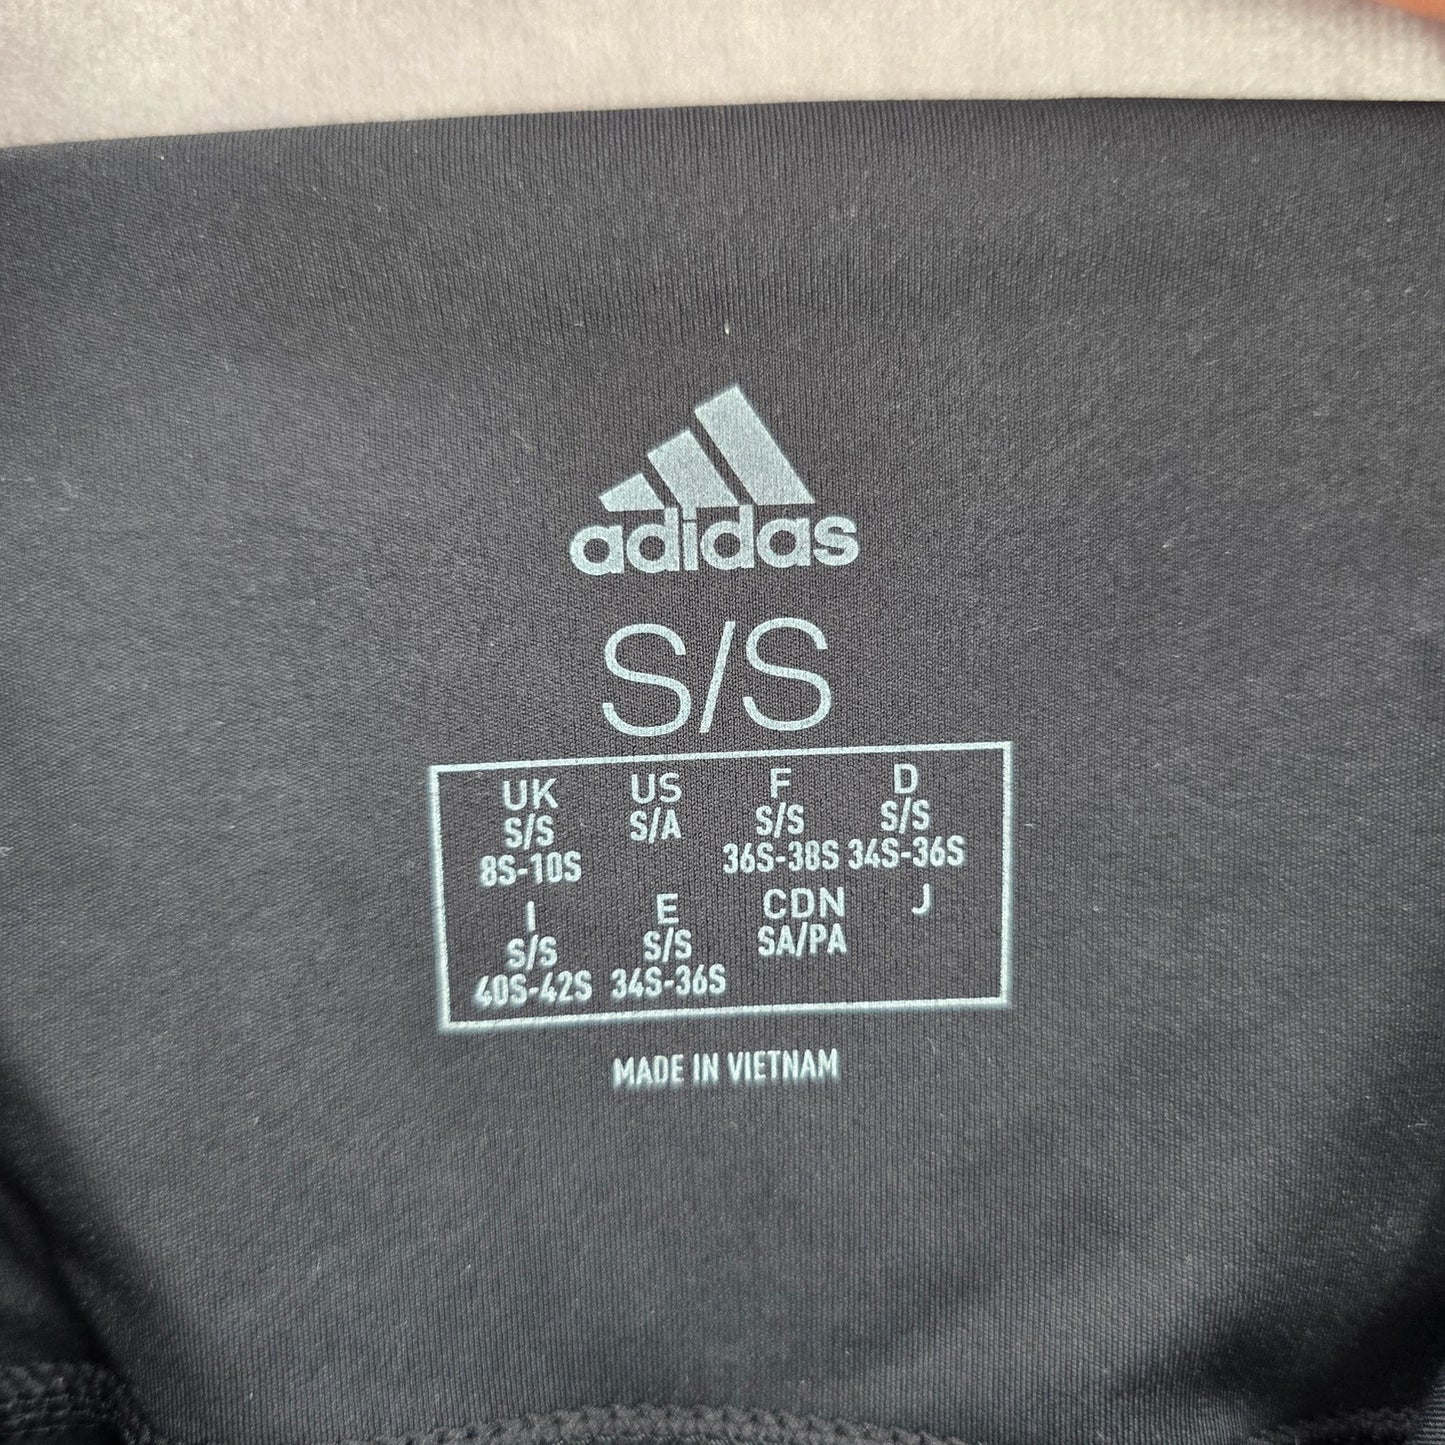 adidas
S/S
UK US F D
S/S S/A S/S S/S
8S-10S 36S-38S 34S-36S
I E CDN J
S/S S/S SA/PA
40S-42S 34S-36S
MADE IN VIETNAM